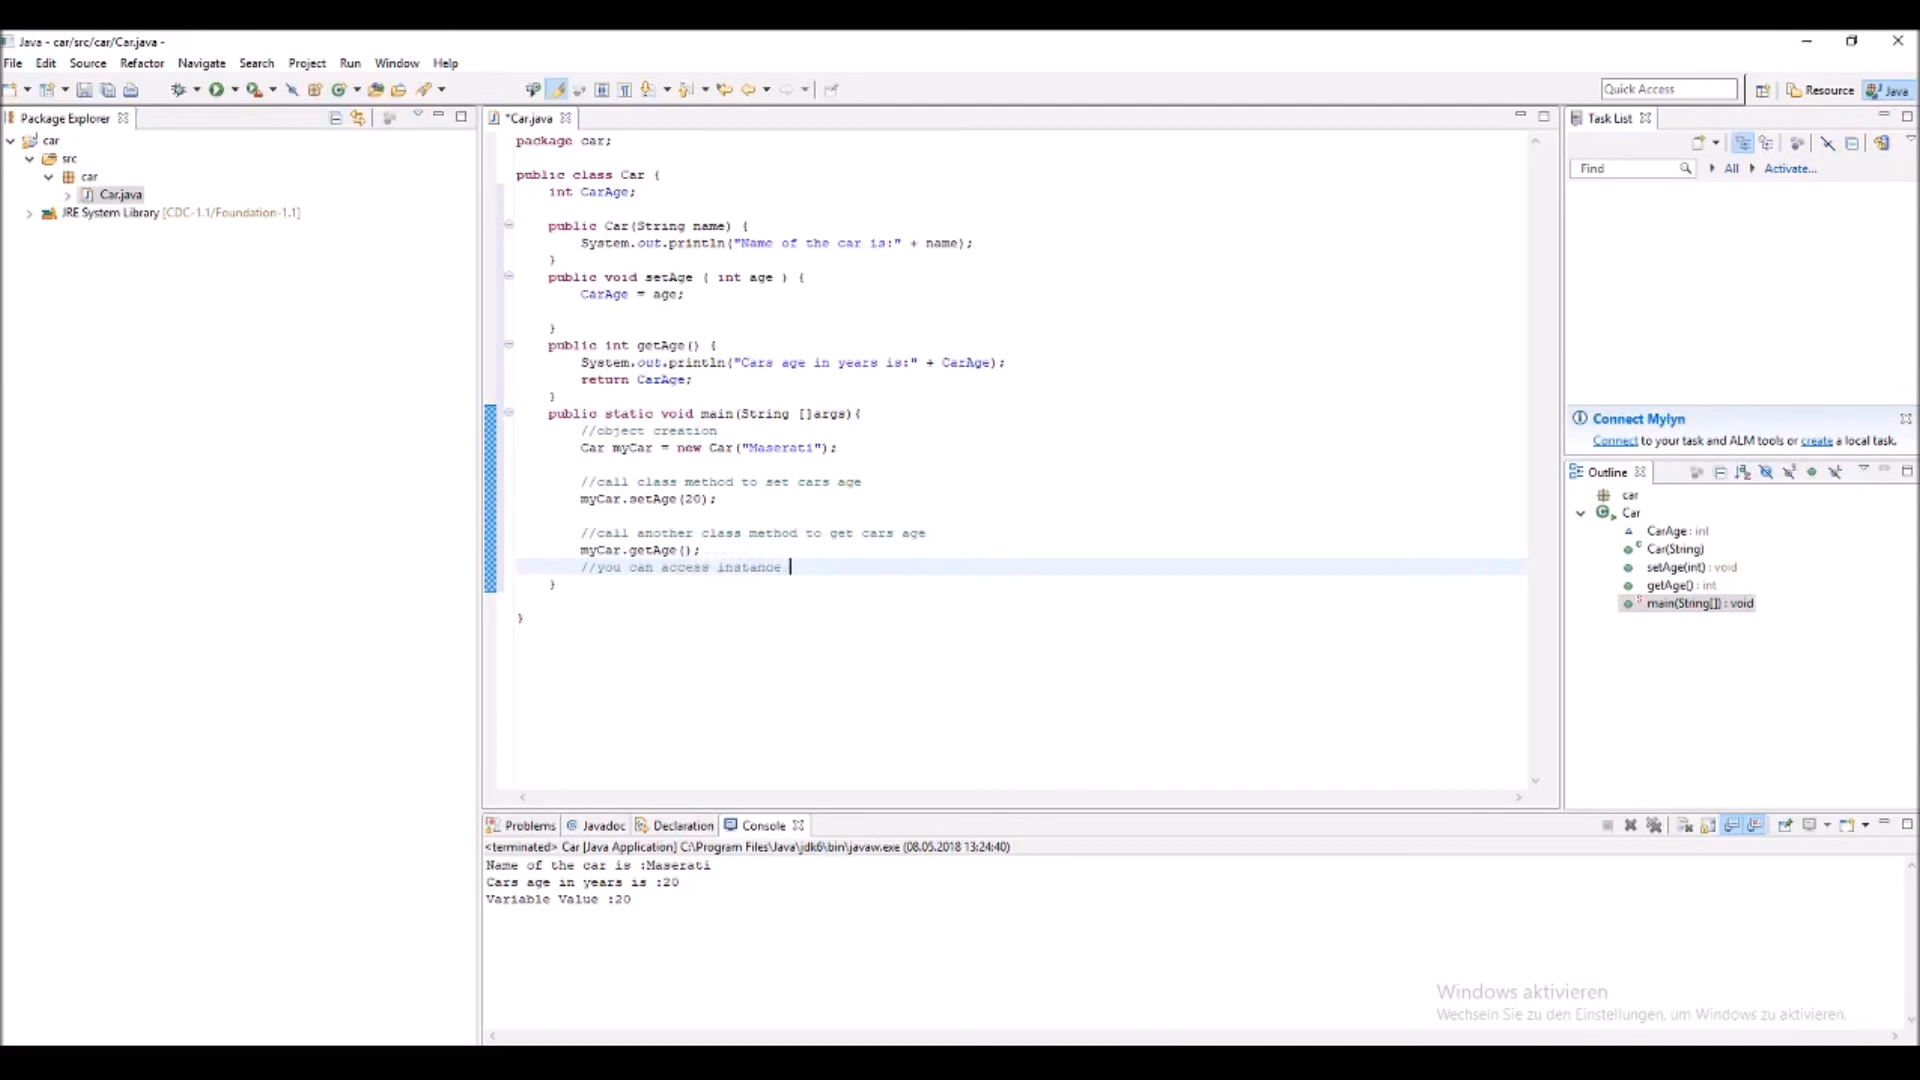 Java - car/src/car/Car.java -
File Edit Source Refactor Navigate Search Project Run Window Help
Quick Access
Resource
Java
Package Explorer
car
src
car
Car.java
JRE System Library [CDC-1.1/Foundation-1.1]
*Car.java
package car;
public class Car {
int CarAge;
public Car(String name) {
System.out.println("Name of the car is:" + name);
}
public void setAge ( int age ) {
CarAge = age;
}
public int getAge() {
System.out.println("Cars age in years is:" + CarAge);
return CarAge;
}
public static void main(String []args){
//object creation
Car myCar = new Car("Maserati");
//call class method to set cars age
myCar.setAge(20);
//call another class method to get cars age
myCar.getAge();
//you can access instance
}
}
Task List
Find
All
Activate...
Connect Mylyn
Connect to your task and ALM tools or create a local task.
Outline
car
Car
CarAge : int
Car(String)
setAge(int) : void
getAge() : int
main(String[]) : void
Problems Javadoc Declaration Console
<terminated> Car [Java Application] C:\Program Files\Java\jdk6\bin\javaw.exe (08.05.2018 13:24:40)
Name of the car is :Maserati
Cars age in years is :20
Variable Value :20
Windows aktivieren
Wechseln Sie zu den Einstellungen, um Windows zu aktivieren.